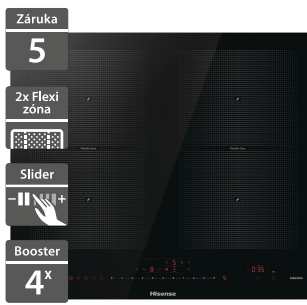 Záruka
5
2x Flexi
zóna
Slider
Booster
4x
Hisense